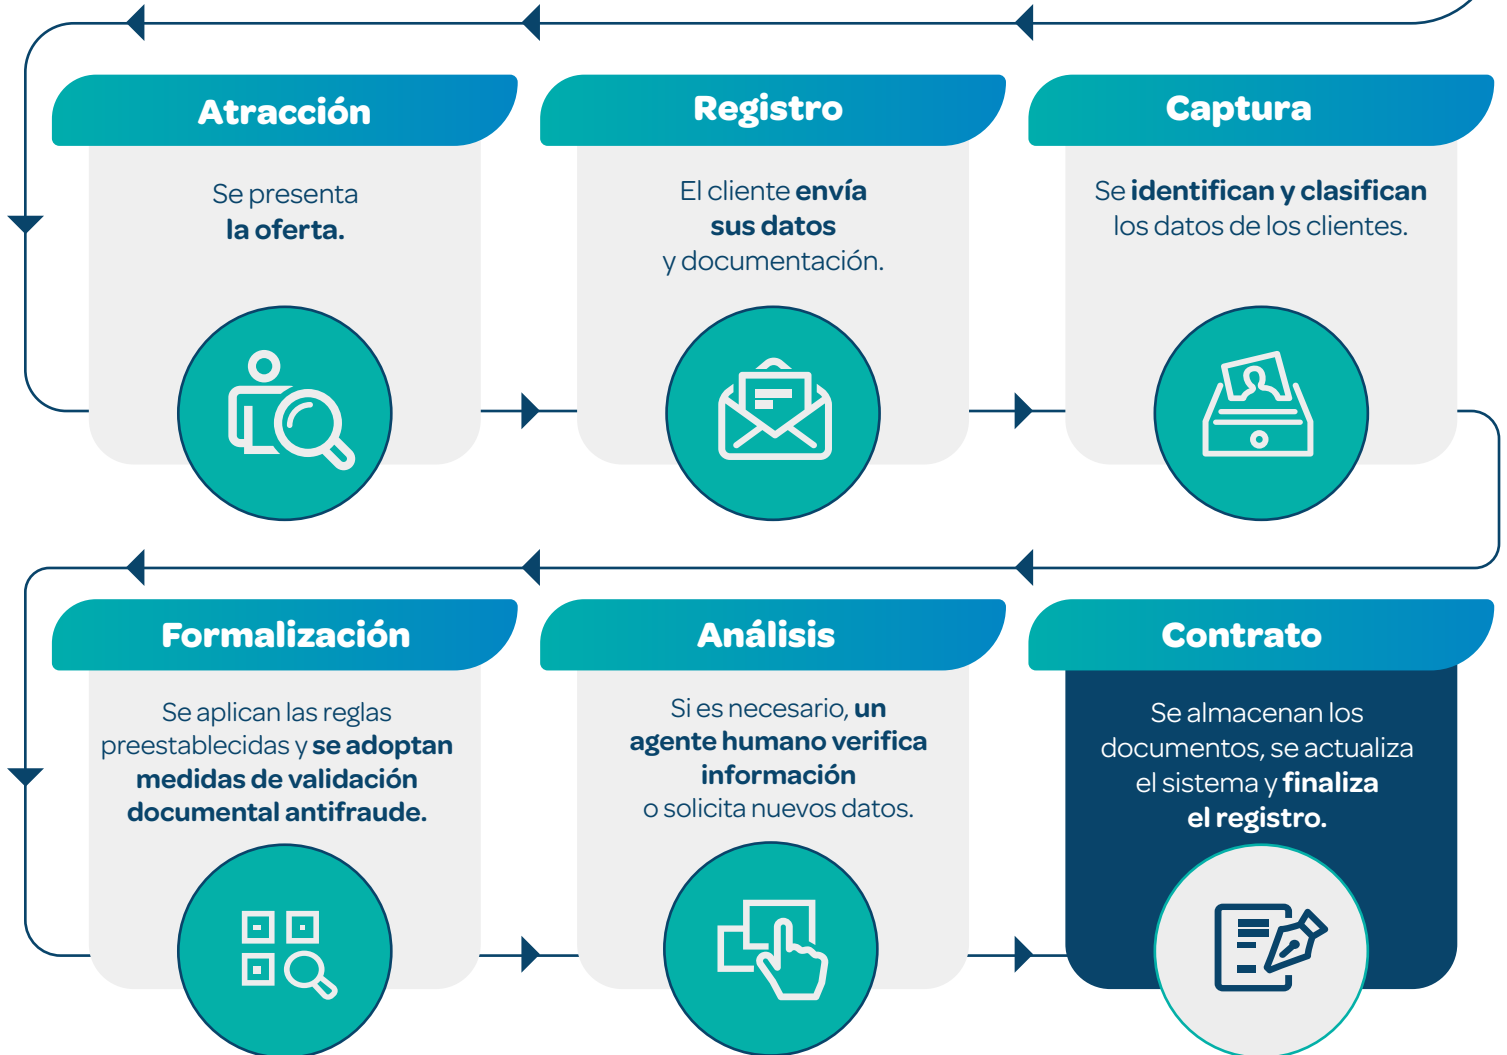 Atracción
Se presenta
la oferta.
Registro
El cliente envía
sus datos
y documentación.
Captura
Se identifican y clasifican
los datos de los clientes.
Formalización
Se aplican las reglas
preestablecidas y se adoptan
medidas de validación
documental antifraude.
Análisis
Si es necesario, un
agente humano verifica
información
o solicita nuevos datos.
Contrato
Se almacenan los
documentos, se actualiza
el sistema y finaliza
el registro.